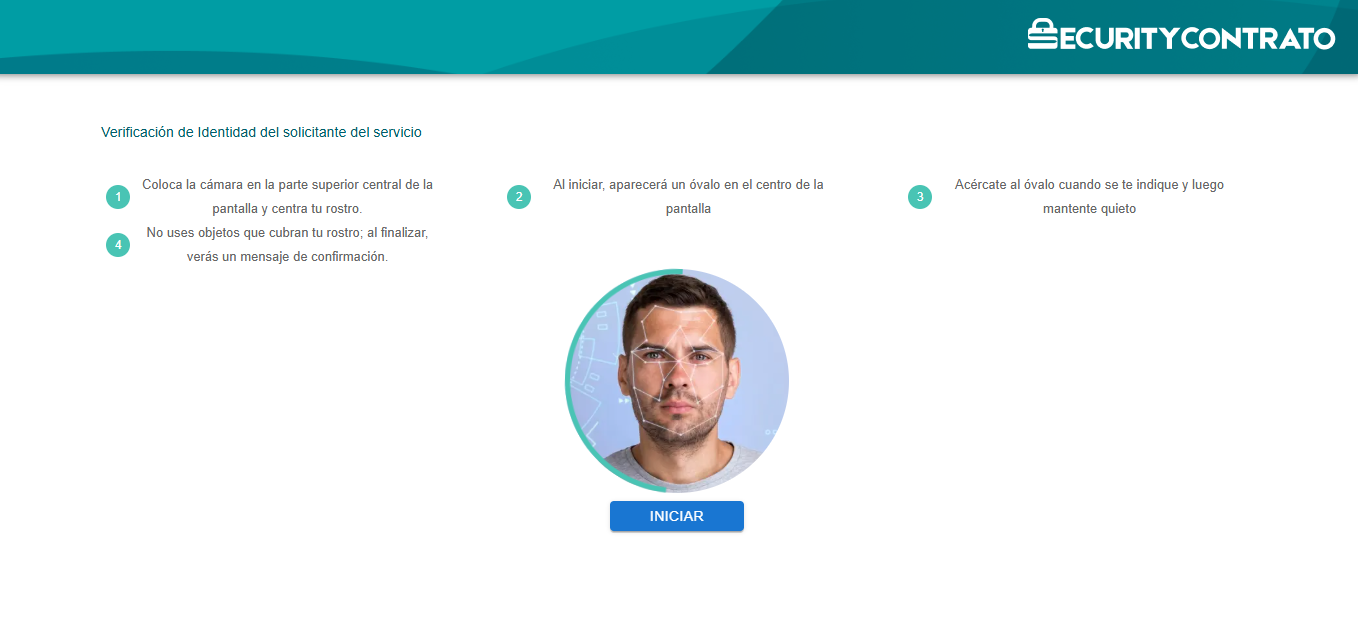 SECURITYCONTRATO
Verificación de Identidad del solicitante del servicio
1
Coloca la cámara en la parte superior central de la
pantalla y centra tu rostro.
2
Al iniciar, aparecerá un óvalo en el centro de la
pantalla
3
Acércate al óvalo cuando se te indique y luego
mantente quieto
4
No uses objetos que cubran tu rostro; al finalizar,
verás un mensaje de confirmación.
INICIAR